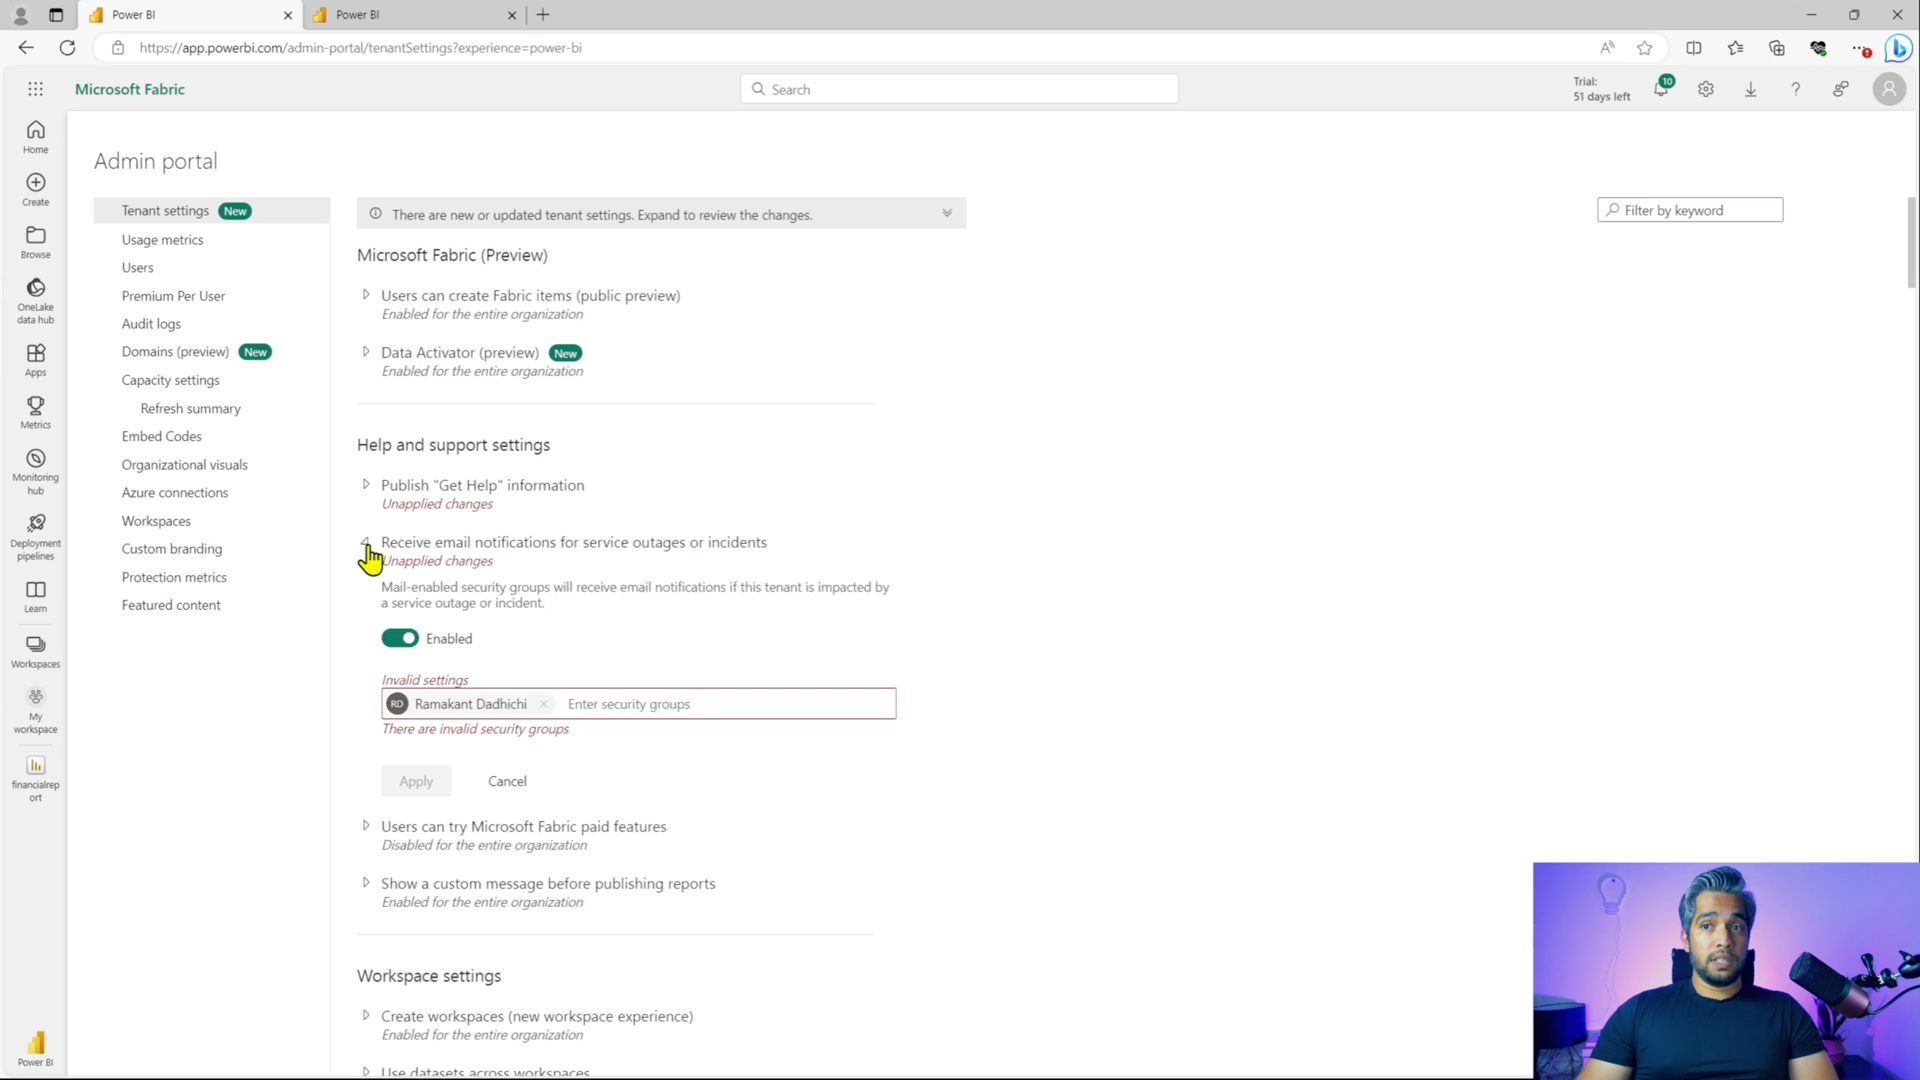 Power BI
Power BI
https://app.powerbi.com/admin-portal/tenantSettings?experience=power-bi
Microsoft Fabric
Search
Trial:
51 days left
10
Home
Create
Browse
OneLake
data hub
Apps
Metrics
Monitoring
hub
Deployment
pipelines
Learn
Workspaces
My
workspace
financialrep
ort
Power BI
Admin portal
Tenant settings New
Usage metrics
Users
Premium Per User
Audit logs
Domains (preview) New
Capacity settings
Refresh summary
Embed Codes
Organizational visuals
Azure connections
Workspaces
Custom branding
Protection metrics
Featured content
There are new or updated tenant settings. Expand to review the changes.
Filter by keyword
Microsoft Fabric (Preview)
Users can create Fabric items (public preview)
Enabled for the entire organization
Data Activator (preview) New
Enabled for the entire organization
Help and support settings
Publish "Get Help" information
Unapplied changes
Receive email notifications for service outages or incidents
Unapplied changes
Mail-enabled security groups will receive email notifications if this tenant is impacted by
a service outage or incident.
Enabled
Invalid settings
RD Ramakant Dadhichi Enter security groups
There are invalid security groups
Apply Cancel
Users can try Microsoft Fabric paid features
Disabled for the entire organization
Show a custom message before publishing reports
Enabled for the entire organization
Workspace settings
Create workspaces (new workspace experience)
Enabled for the entire organization
Use datasets across workspaces